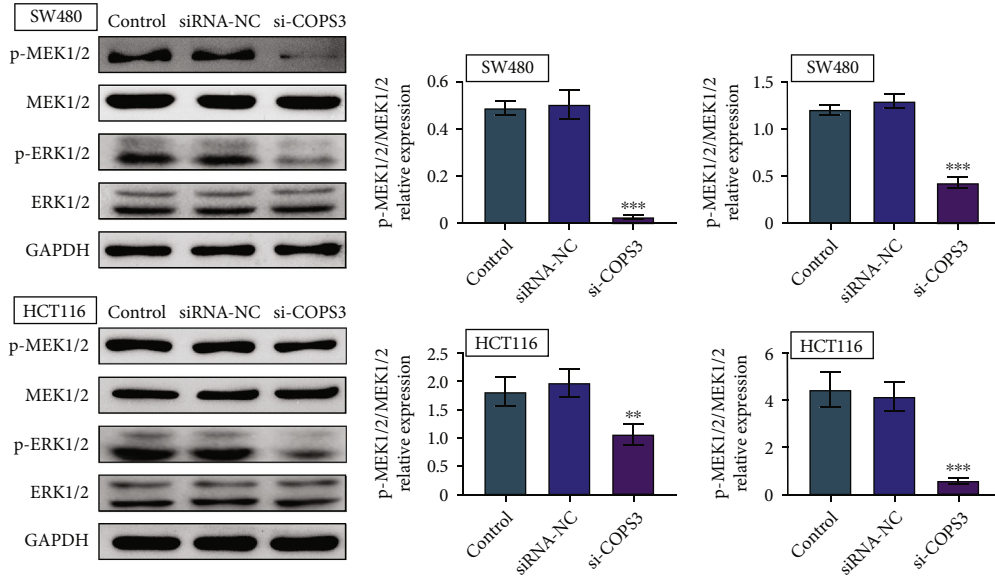 SW480
Control siRNA-NC si-COPS3
p-MEK1/2
MEK1/2
p-ERK1/2
ERK1/2
GAPDH
SW480
p-MEK1/2/MEK1/2
relative expression
0.6
0.4
0.2
0
***
Control
siRNA-NC
si-COPS3
SW480
p-MEK1/2/MEK1/2
relative expression
1.5
1.0
0.5
0
***
Control
siRNA-NC
si-COPS3
HCT116
Control siRNA-NC si-COPS3
p-MEK1/2
MEK1/2
p-ERK1/2
ERK1/2
GAPDH
HCT116
p-MEK1/2/MEK1/2
relative expression
2.5
2.0
1.5
1.0
0.5
0
**
Control
siRNA-NC
si-COPS3
HCT116
p-MEK1/2/MEK1/2
relative expression
6
4
2
0
***
Control
siRNA-NC
si-COPS3